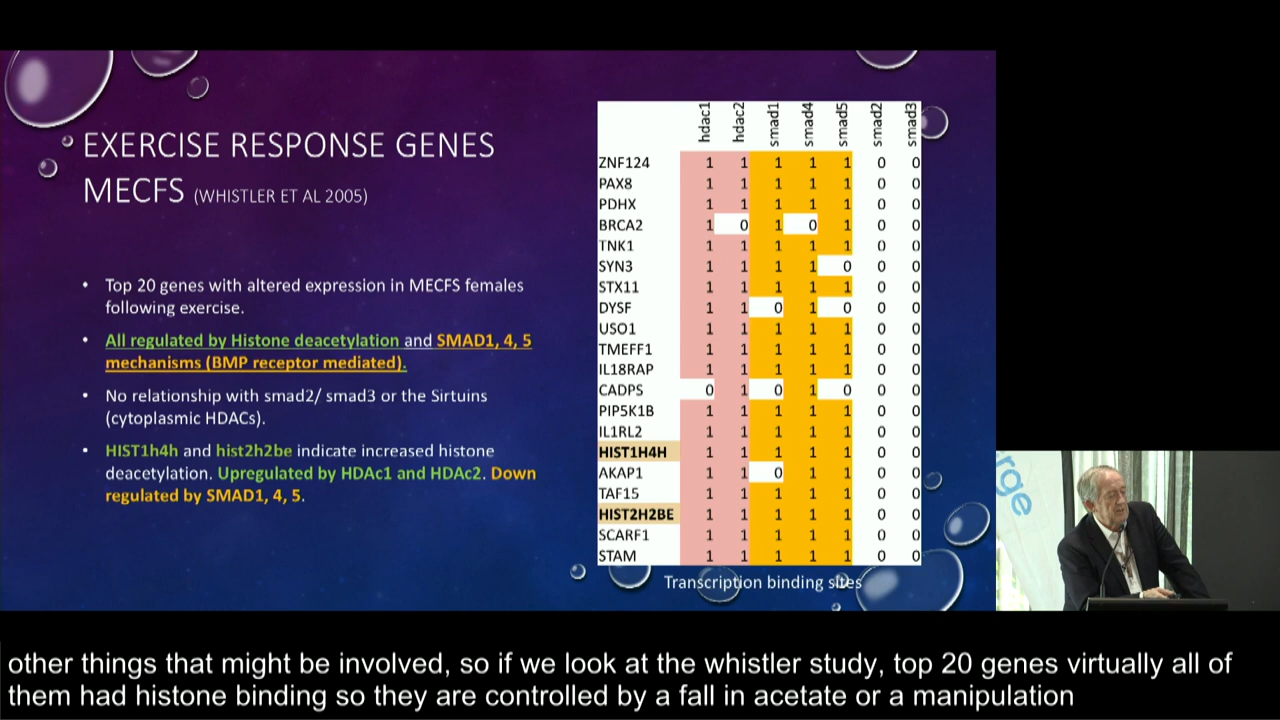 EXERCISE RESPONSE GENES
MECFS (WHISTLER ET AL 2005)
• Top 20 genes with altered expression in MECFS females
following exercise.
• All regulated by Histone deacetylation and SMAD1, 4, 5
mechanisms (BMP receptor mediated).
• No relationship with smad2/ smad3 or the Sirtuins
(cytoplasmic HDACs).
• HIST1h4h and hist2h2be indicate increased histone
deacetylation. Upregulated by HDAc1 and HDAc2. Down
regulated by SMAD1, 4, 5.
hdac1 hdac2 smad1 smad4 smad5 smad2 smad3
ZNF124 1 1 1 1 1 0 0
PAX8 1 1 1 1 1 0 0
PDHX 1 1 1 1 1 0 0
BRCA2 1 0 1 0 1 0 0
TNK1 1 1 1 1 1 0 0
SYN3 1 1 1 1 0 0 0
STX11 1 1 1 1 1 0 0
DYSF 1 1 0 1 0 0 0
USO1 1 1 1 1 1 0 0
TMEFF1 1 1 1 1 1 0 0
IL18RAP 1 1 1 1 1 0 0
CADPS 0 1 0 1 0 0 0
PIP5K1B 1 1 1 1 1 0 0
IL1RL2 1 1 1 1 1 0 0
HIST1H4H 1 1 1 1 1 0 0
AKAP1 1 1 0 1 1 0 0
TAF15 1 1 1 1 1 0 0
HIST2H2BE 1 1 1 1 1 0 0
SCARF1 1 1 1 1 1 0 0
STAM 1 1 1 1 1 0 0
Transcription binding sites
rge
other things that might be involved, so if we look at the whistler study, top 20 genes virtually all of
them had histone binding so they are controlled by a fall in acetate or a manipulation